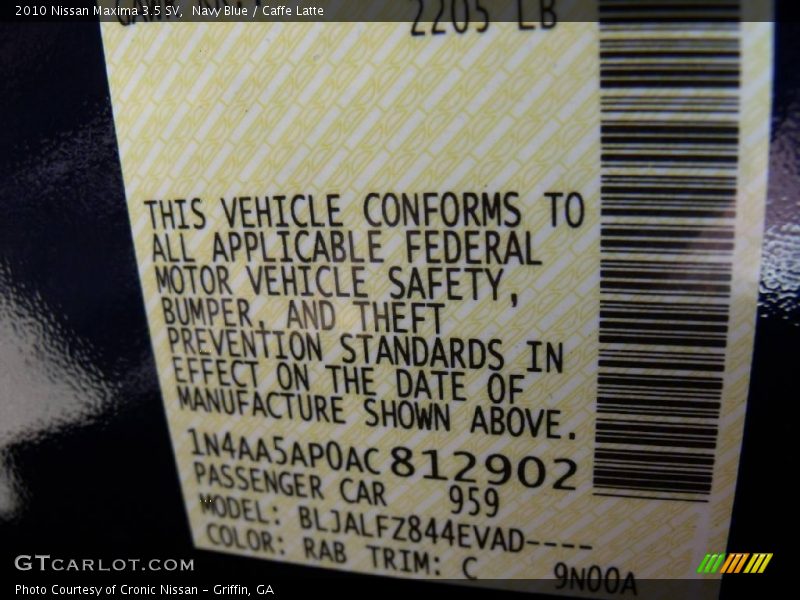 2010 Nissan Maxima 3.5 SV,  Navy Blue / Caffe Latte
2205 LB
THIS VEHICLE CONFORMS TO
ALL APPLICABLE FEDERAL
MOTOR VEHICLE SAFETY,
BUMPER, AND THEFT
PREVENTION STANDARDS IN
EFFECT ON THE DATE OF
MANUFACTURE SHOWN ABOVE.
1N4AA5AP0AC812902
PASSENGER CAR 959
MODEL: BLJALFZ844EVAD----
COLOR: RAB TRIM: C 9N00A
GTCARLOT.COM
Photo Courtesy of Cronic Nissan - Griffin, GA